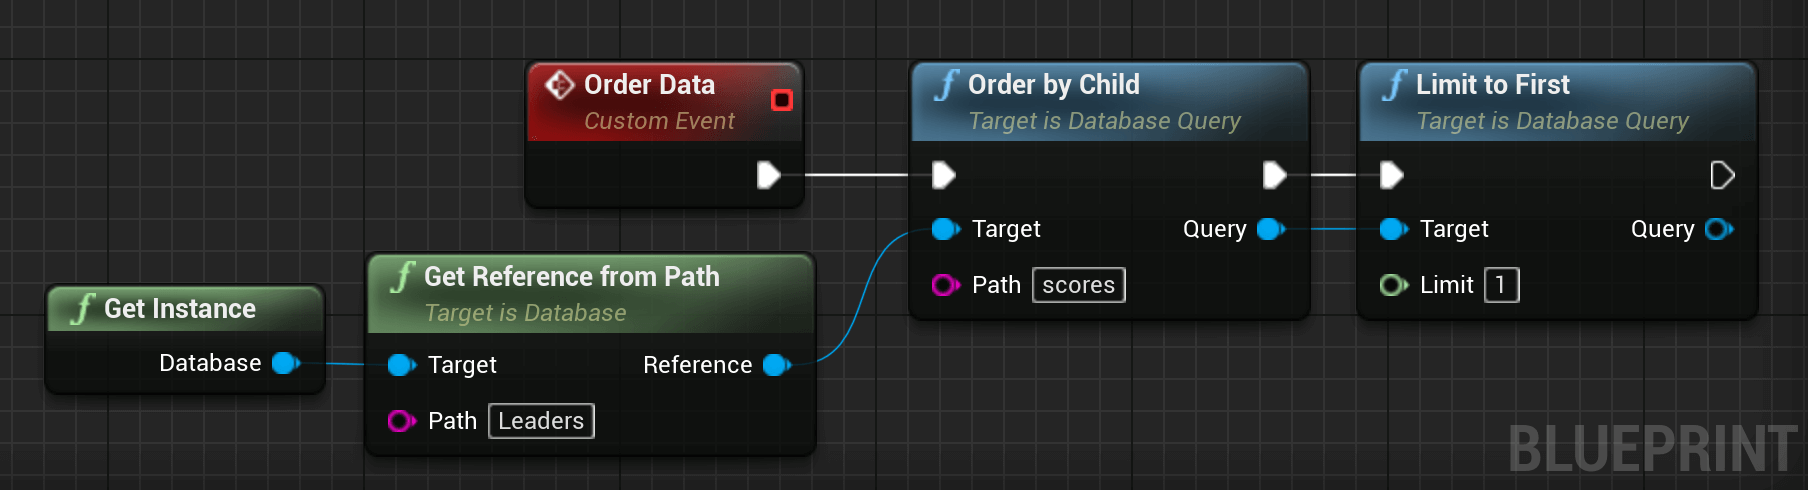 Order Data
Custom Event
Order by Child
Target is Database Query
Target
Query
Path scores
Limit to First
Target is Database Query
Target
Query
Limit 1
Get Instance
Database
Get Reference from Path
Target is Database
Target
Reference
Path Leaders
BLUEPRINT